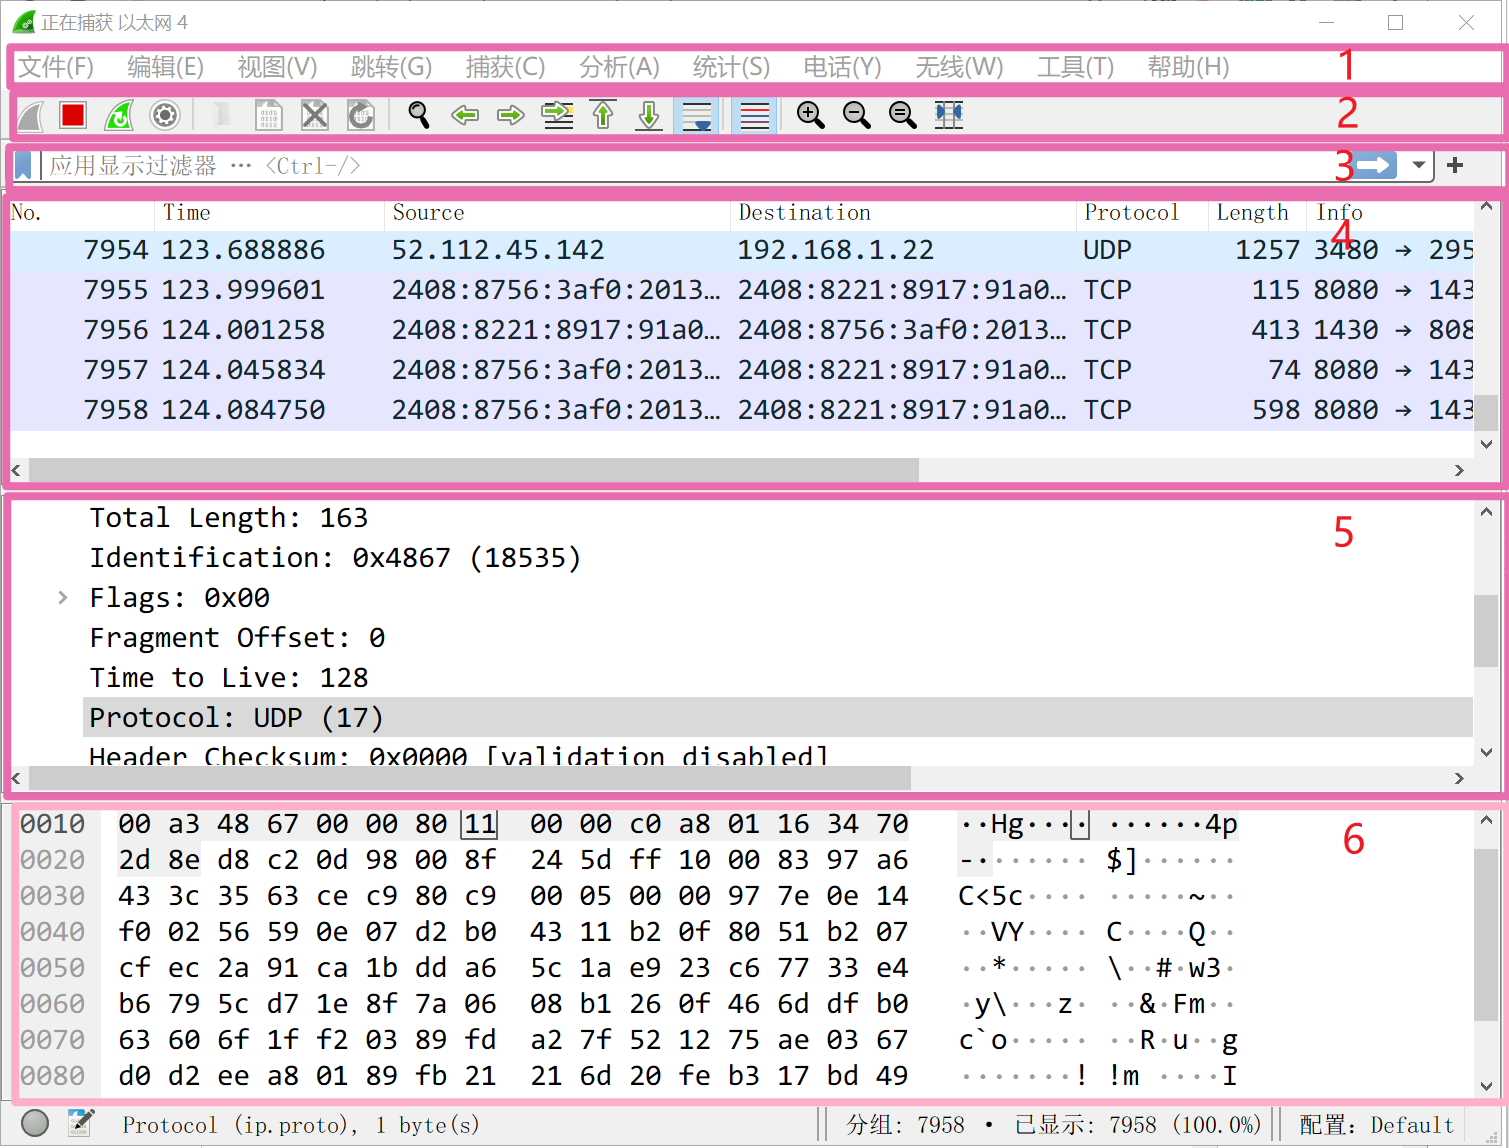 正在捕获 以太网 4
文件(F) 编辑(E) 视图(V) 跳转(G) 捕获(C) 分析(A) 统计(S) 电话(Y) 无线(W) 工具(T) 帮助(H) 1
2
应用显示过滤器 … <Ctrl-/> 3
No. Time Source Destination Protocol Length Info
4
7954 123.688886 52.112.45.142 192.168.1.22 UDP 1257 3480 → 295
7955 123.999601 2408:8756:3af0:2013… 2408:8221:8917:91a0… TCP 115 8080 → 143
7956 124.001258 2408:8221:8917:91a0… 2408:8756:3af0:2013… TCP 413 1430 → 808
7957 124.045834 2408:8756:3af0:2013… 2408:8221:8917:91a0… TCP 74 8080 → 143
7958 124.084750 2408:8756:3af0:2013… 2408:8221:8917:91a0… TCP 598 8080 → 143
Total Length: 163 5
Identification: 0x4867 (18535)
Flags: 0x00
Fragment Offset: 0
Time to Live: 128
Protocol: UDP (17)
Header Checksum: 0x0000 [validation disabled]
0010 00 a3 48 67 00 00 80 11 00 00 c0 a8 01 16 34 70 ··Hg···· ······4p 6
0020 2d 8e d8 c2 0d 98 00 8f 24 5d ff 10 00 83 97 a6 -······· $]······
0030 43 3c 35 63 ce c9 80 c9 00 05 00 00 97 7e 0e 14 C<5c···· ·····~··
0040 f0 02 56 59 0e 07 d2 b0 43 11 b2 0f 80 51 b2 07 ··VY···· C····Q··
0050 cf ec 2a 91 ca 1b dd a6 5c 1a e9 23 c6 77 33 e4 ··*····· \··#·w3·
0060 b6 79 5c d7 1e 8f 7a 06 08 b1 26 0f 46 6d df b0 ·y\···z· ··&·Fm··
0070 63 60 6f 1f f2 03 89 fd a2 7f 52 12 75 ae 03 67 c`o····· ··R·u··g
0080 d0 d2 ee a8 01 89 fb 21 21 6d 20 fe b3 17 bd 49 ·······! !m ····I
Protocol (ip.proto), 1 byte(s) 分组: 7958 · 已显示: 7958 (100.0%) 配置: Default